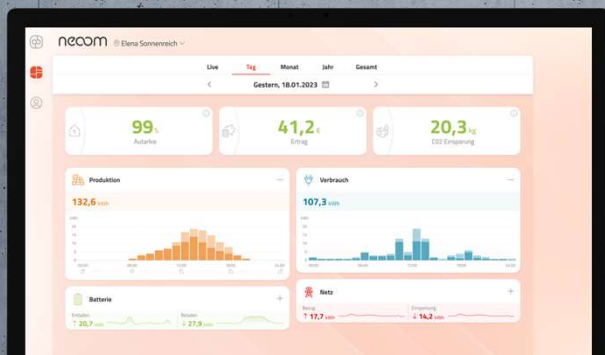 neoom Elena Sonnenreich
Live Tag Monat Jahr Gesamt
Gestern, 18.01.2023
99 %
Autarkie
41,2 €
Ertrag
20,3 kg
CO2 Einsparung
Produktion
132,6 kWh
Verbrauch
107,3 kWh
Batterie
Entladen
↑ 20,7 kWh
Beladen
↓ 27,9 kWh
Netz
Bezug
↑ 17,7 kWh
Einspeisung
↓ 14,2 kWh